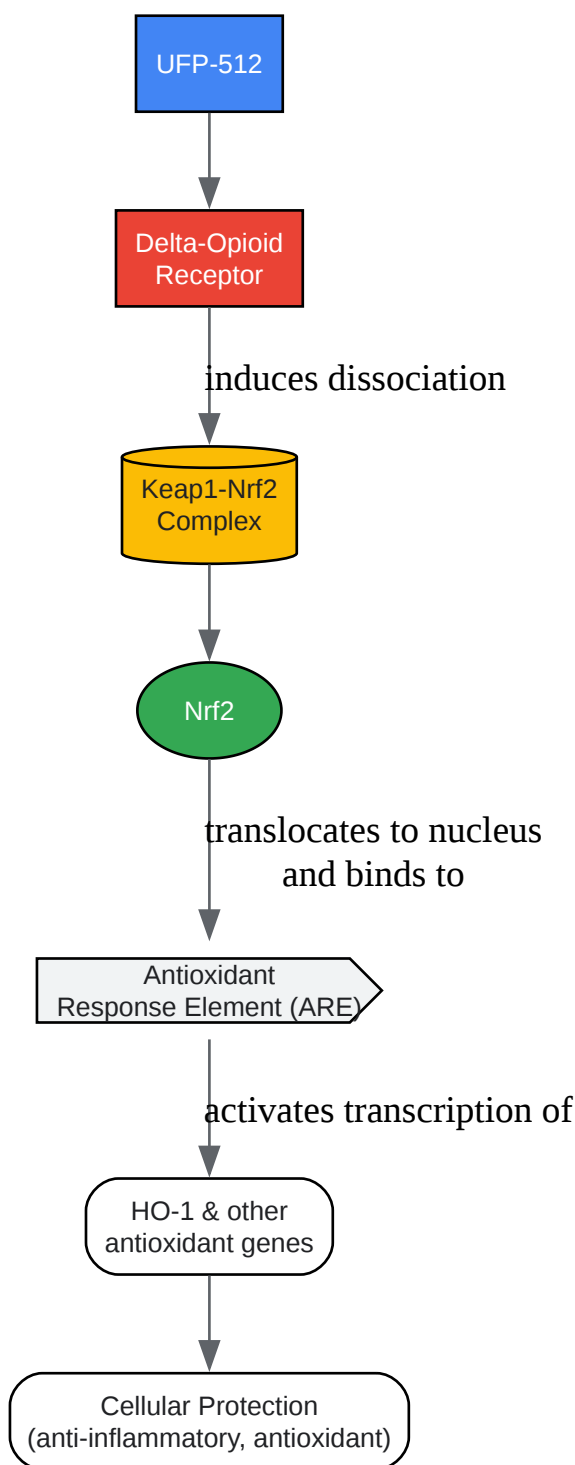 UFP-512
Delta-Opioid
Receptor
induces dissociation
Keap1-Nrf2
Complex
Nrf2
translocates to nucleus
and binds to
Antioxidant
Response Element (ARE)
activates transcription of
HO-1 & other
antioxidant genes
Cellular Protection
(anti-inflammatory, antioxidant)